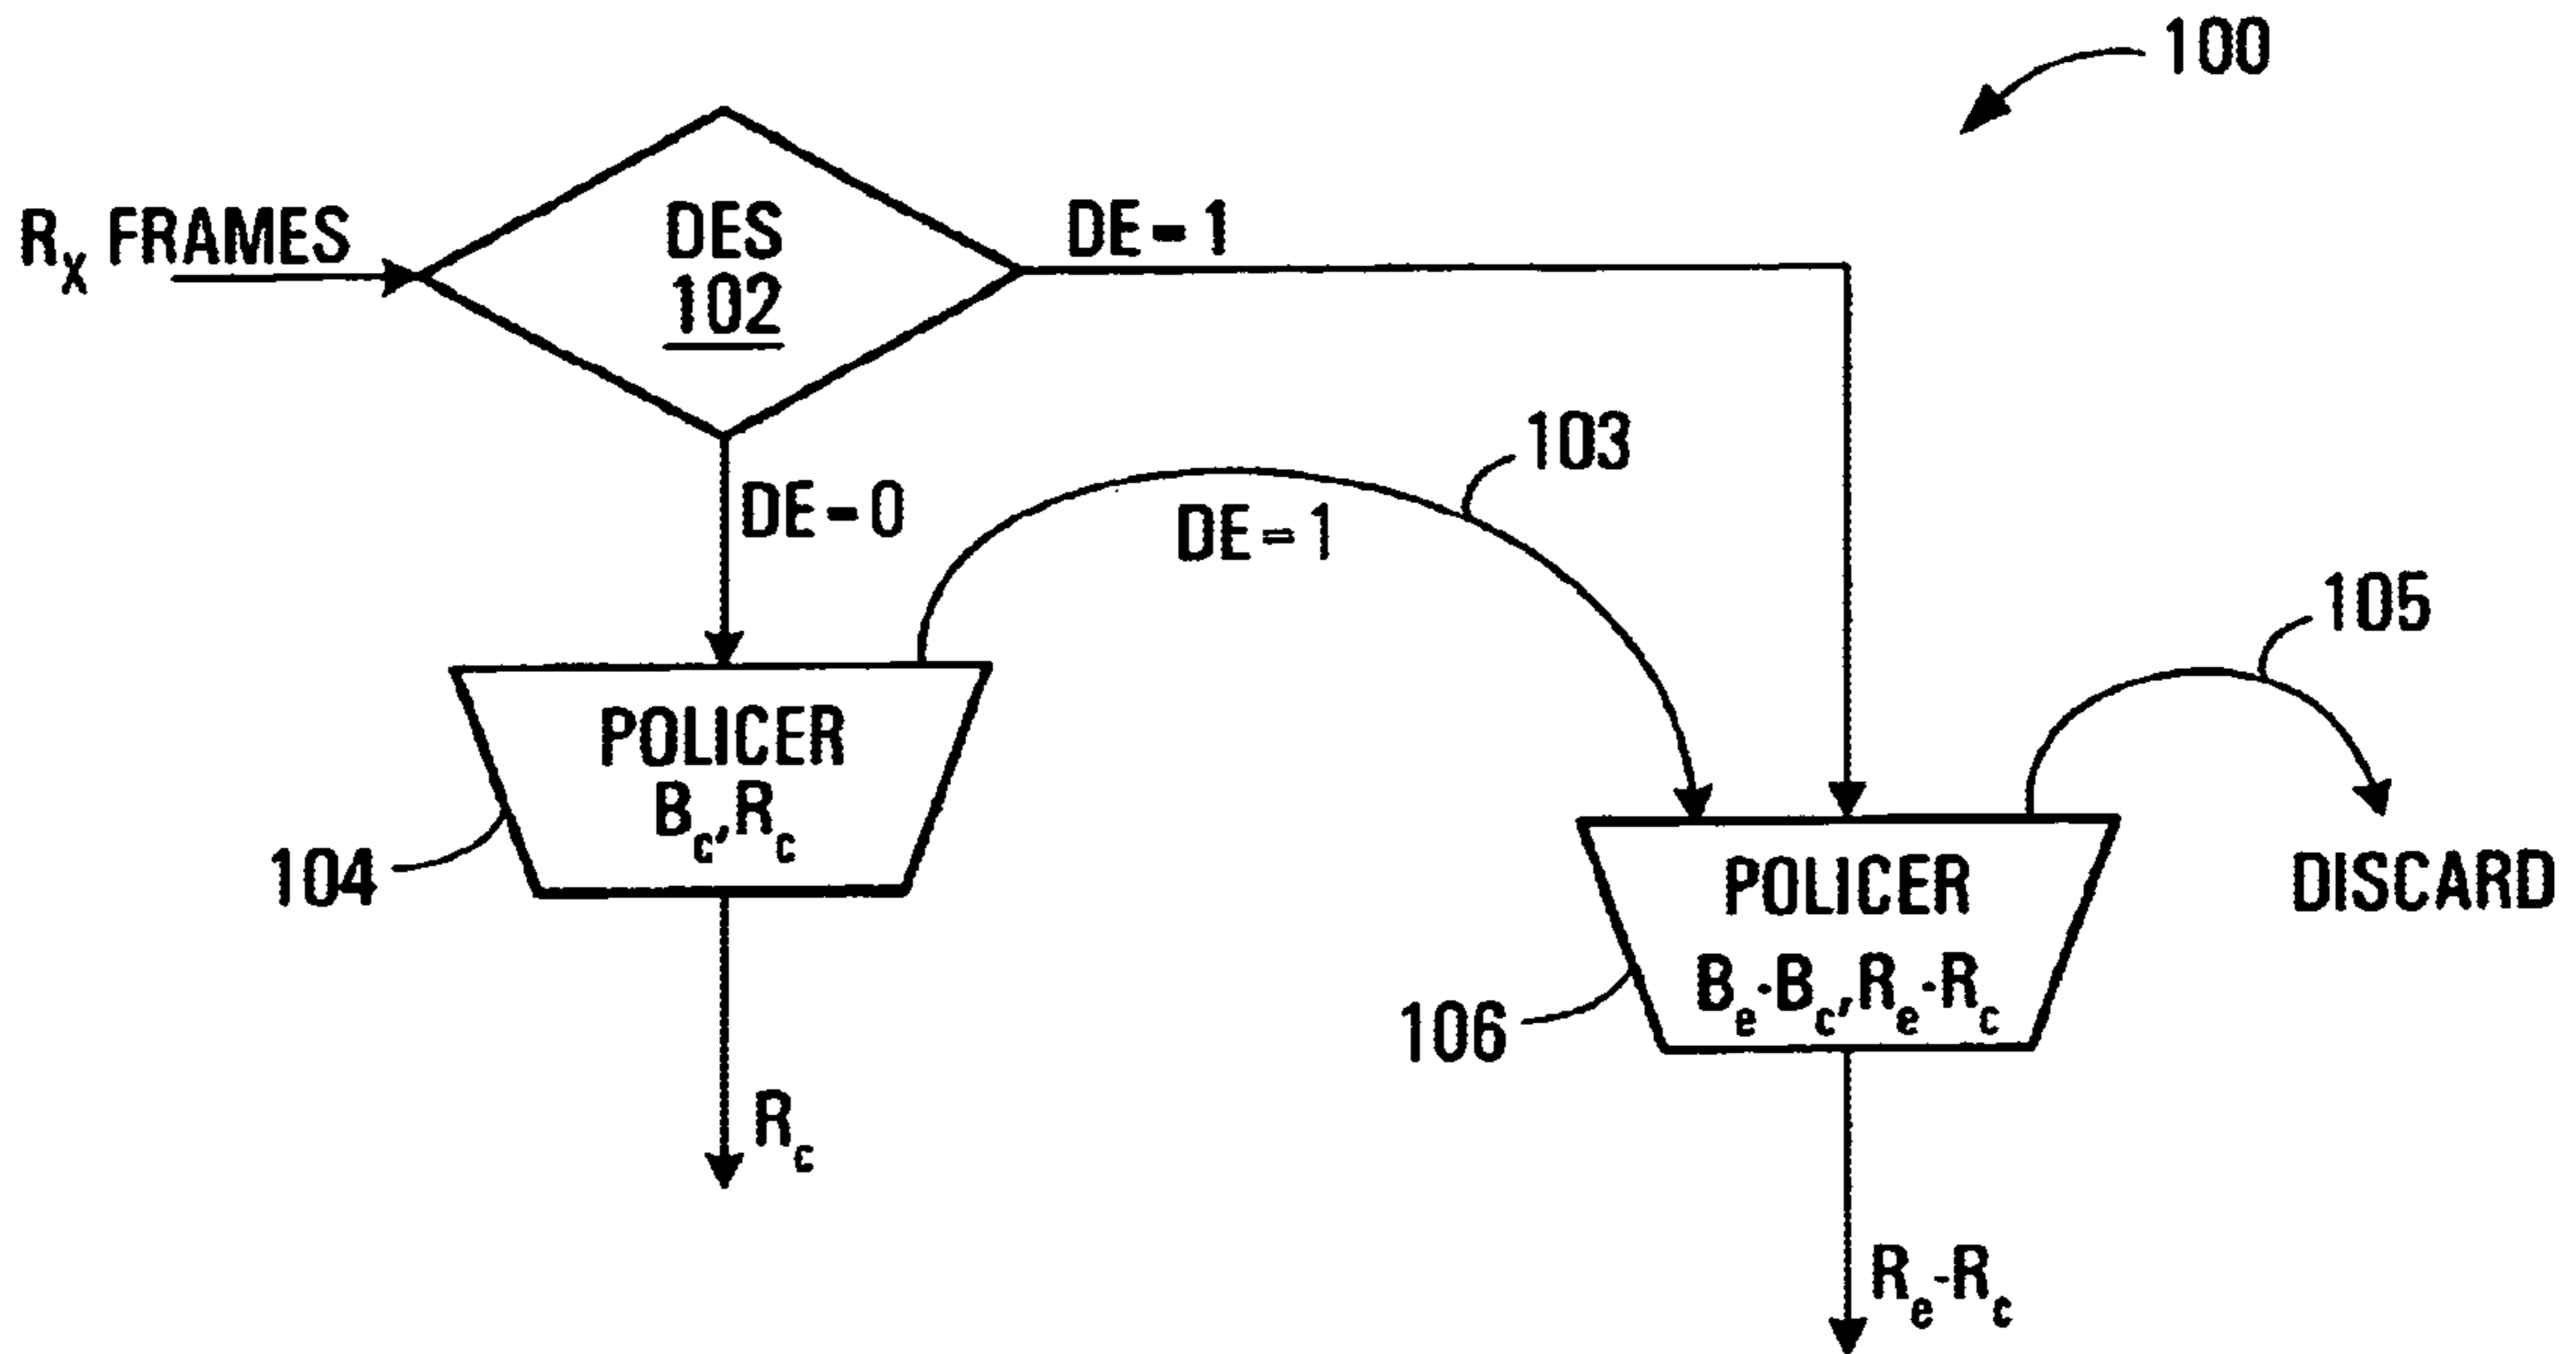 100
Rx FRAMES
DES
102
DE=1
DE=0
103
DE=1
105
POLICER
Bc,Rc
104
DISCARD
POLICER
Be-Bc,Re-Rc
106
Rc
Re-Rc